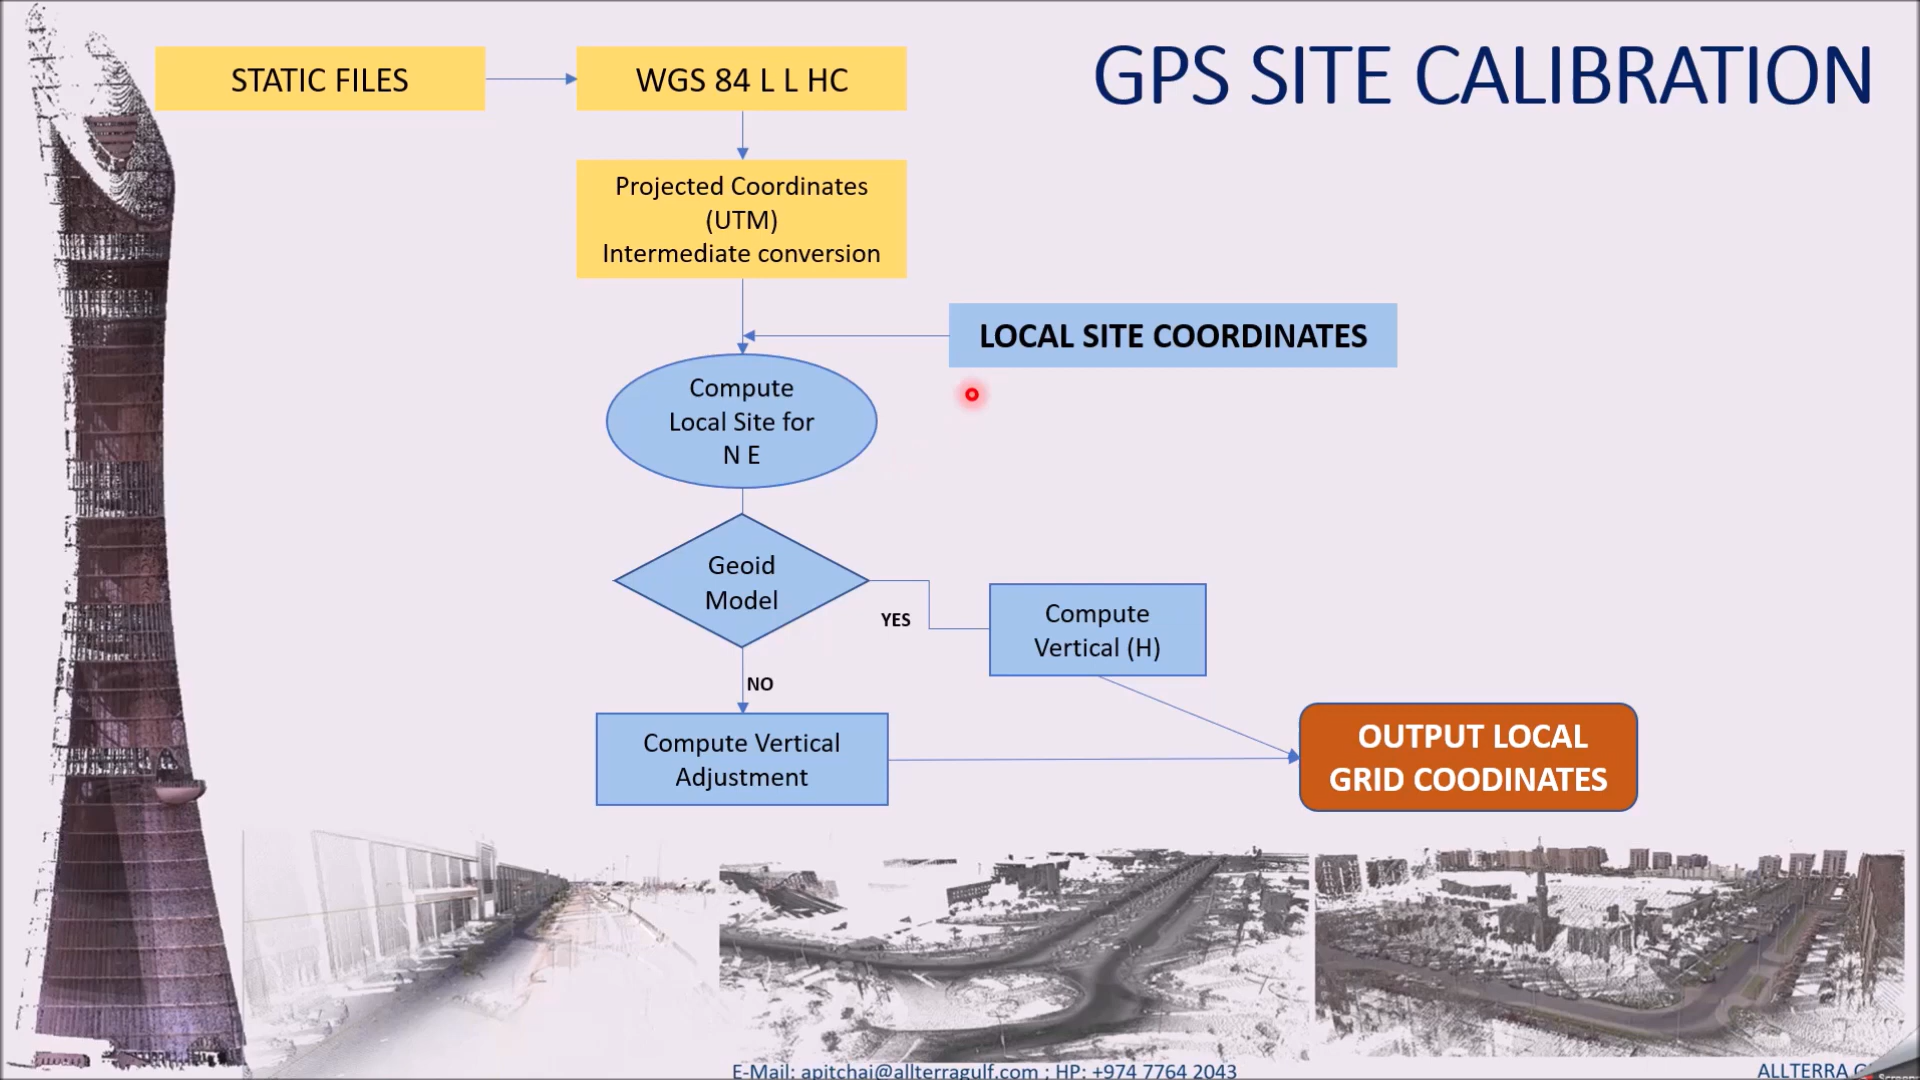 GPS SITE CALIBRATION
STATIC FILES
WGS 84 L L HC
Projected Coordinates
(UTM)
Intermediate conversion
LOCAL SITE COORDINATES
Compute
Local Site for
N E
Geoid
Model
YES
Compute
Vertical (H)
NO
Compute Vertical
Adjustment
OUTPUT LOCAL
GRID COODINATES
E-Mail: apitchai@allterragulf.com ; HP: +974 7764 2043
ALLTERRA